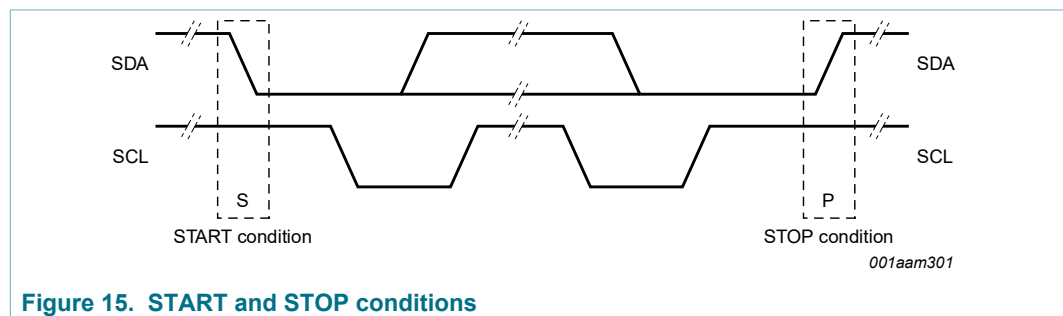 SDA SDA
SCL SCL
S P
START condition STOP condition
001aam301
Figure 15. START and STOP conditions